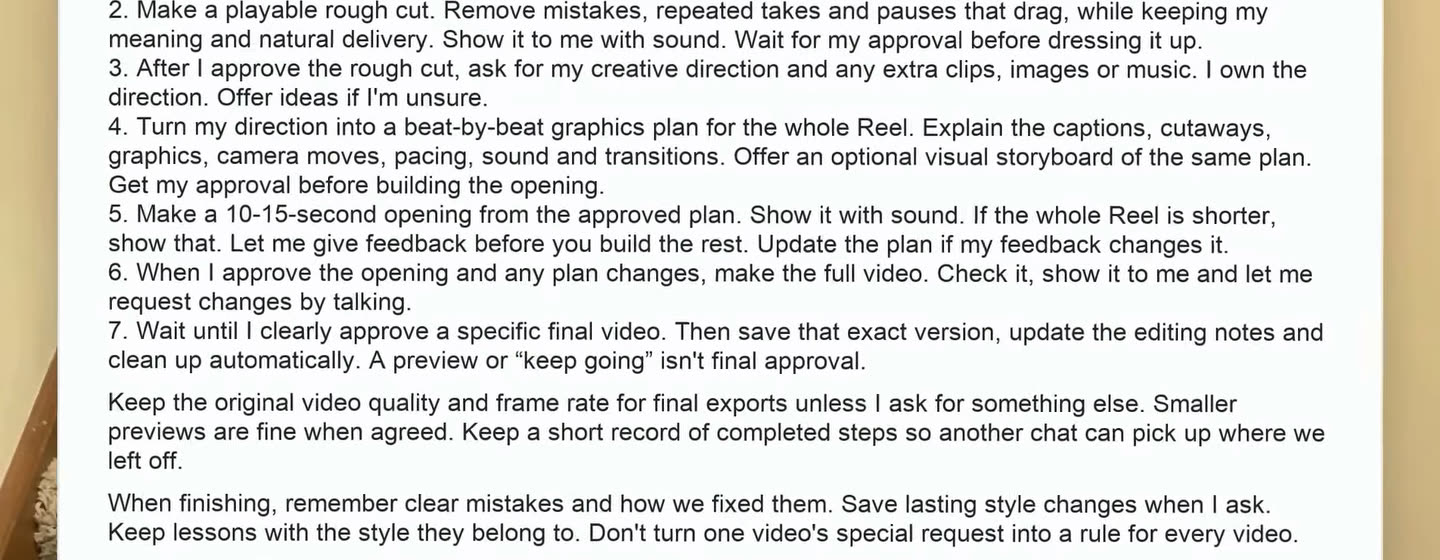 2. Make a playable rough cut. Remove mistakes, repeated takes and pauses that drag, while keeping my
meaning and natural delivery. Show it to me with sound. Wait for my approval before dressing it up.
3. After I approve the rough cut, ask for my creative direction and any extra clips, images or music. I own the
direction. Offer ideas if I'm unsure.
4. Turn my direction into a beat-by-beat graphics plan for the whole Reel. Explain the captions, cutaways,
graphics, camera moves, pacing, sound and transitions. Offer an optional visual storyboard of the same plan.
Get my approval before building the opening.
5. Make a 10-15-second opening from the approved plan. Show it with sound. If the whole Reel is shorter,
show that. Let me give feedback before you build the rest. Update the plan if my feedback changes it.
6. When I approve the opening and any plan changes, make the full video. Check it, show it to me and let me
request changes by talking.
7. Wait until I clearly approve a specific final video. Then save that exact version, update the editing notes and
clean up automatically. A preview or “keep going” isn't final approval.
Keep the original video quality and frame rate for final exports unless I ask for something else. Smaller
previews are fine when agreed. Keep a short record of completed steps so another chat can pick up where we
left off.
When finishing, remember clear mistakes and how we fixed them. Save lasting style changes when I ask.
Keep lessons with the style they belong to. Don't turn one video's special request into a rule for every video.